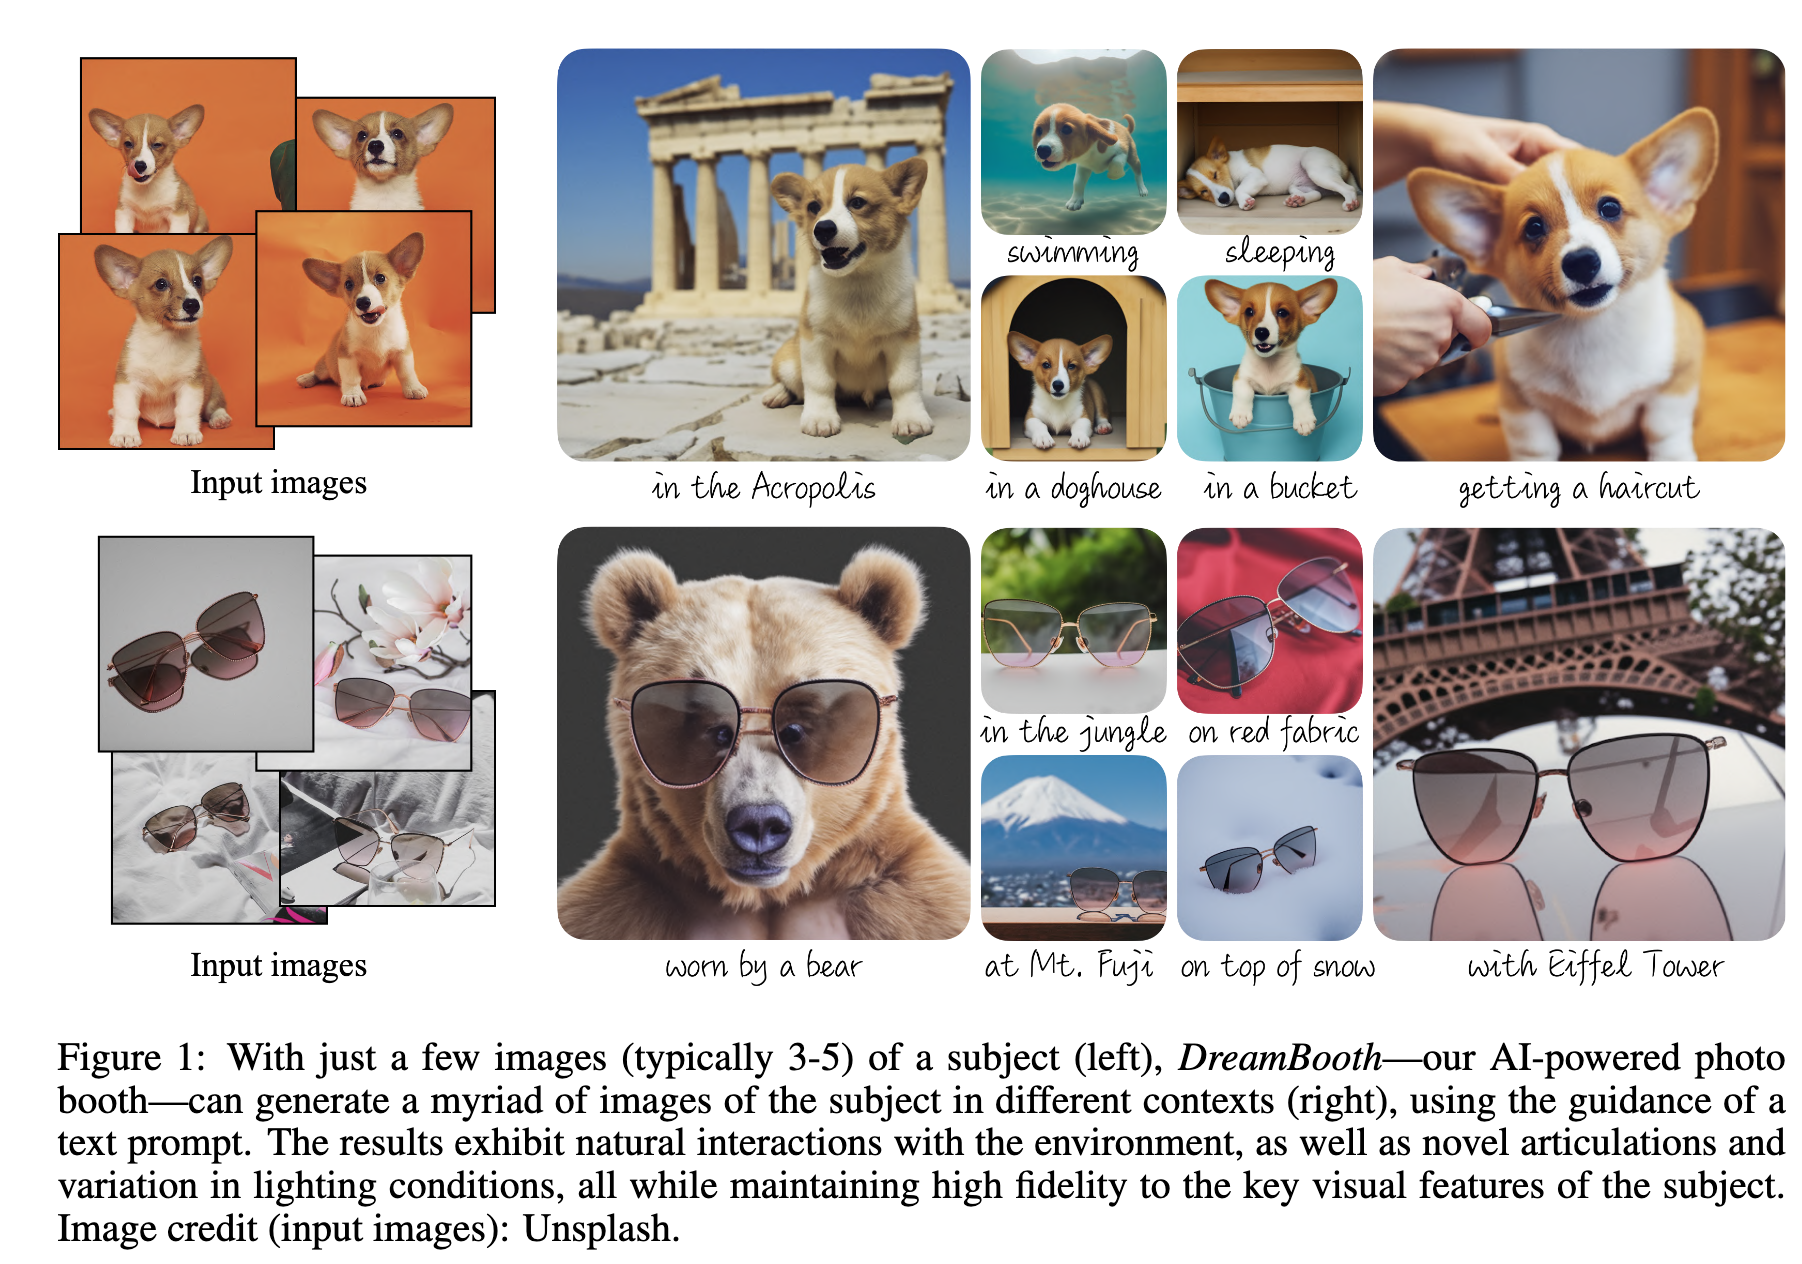 swimming
sleeping
Input images
in the Acropolis
in a doghouse
in a bucket
getting a haircut
in the jungle
on red fabric
Input images
worn by a bear
at Mt. Fuji
on top of snow
with Eiffel Tower
Figure 1: With just a few images (typically 3-5) of a subject (left), DreamBooth—our AI-powered photo
booth—can generate a myriad of images of the subject in different contexts (right), using the guidance of a
text prompt. The results exhibit natural interactions with the environment, as well as novel articulations and
variation in lighting conditions, all while maintaining high fidelity to the key visual features of the subject.
Image credit (input images): Unsplash.